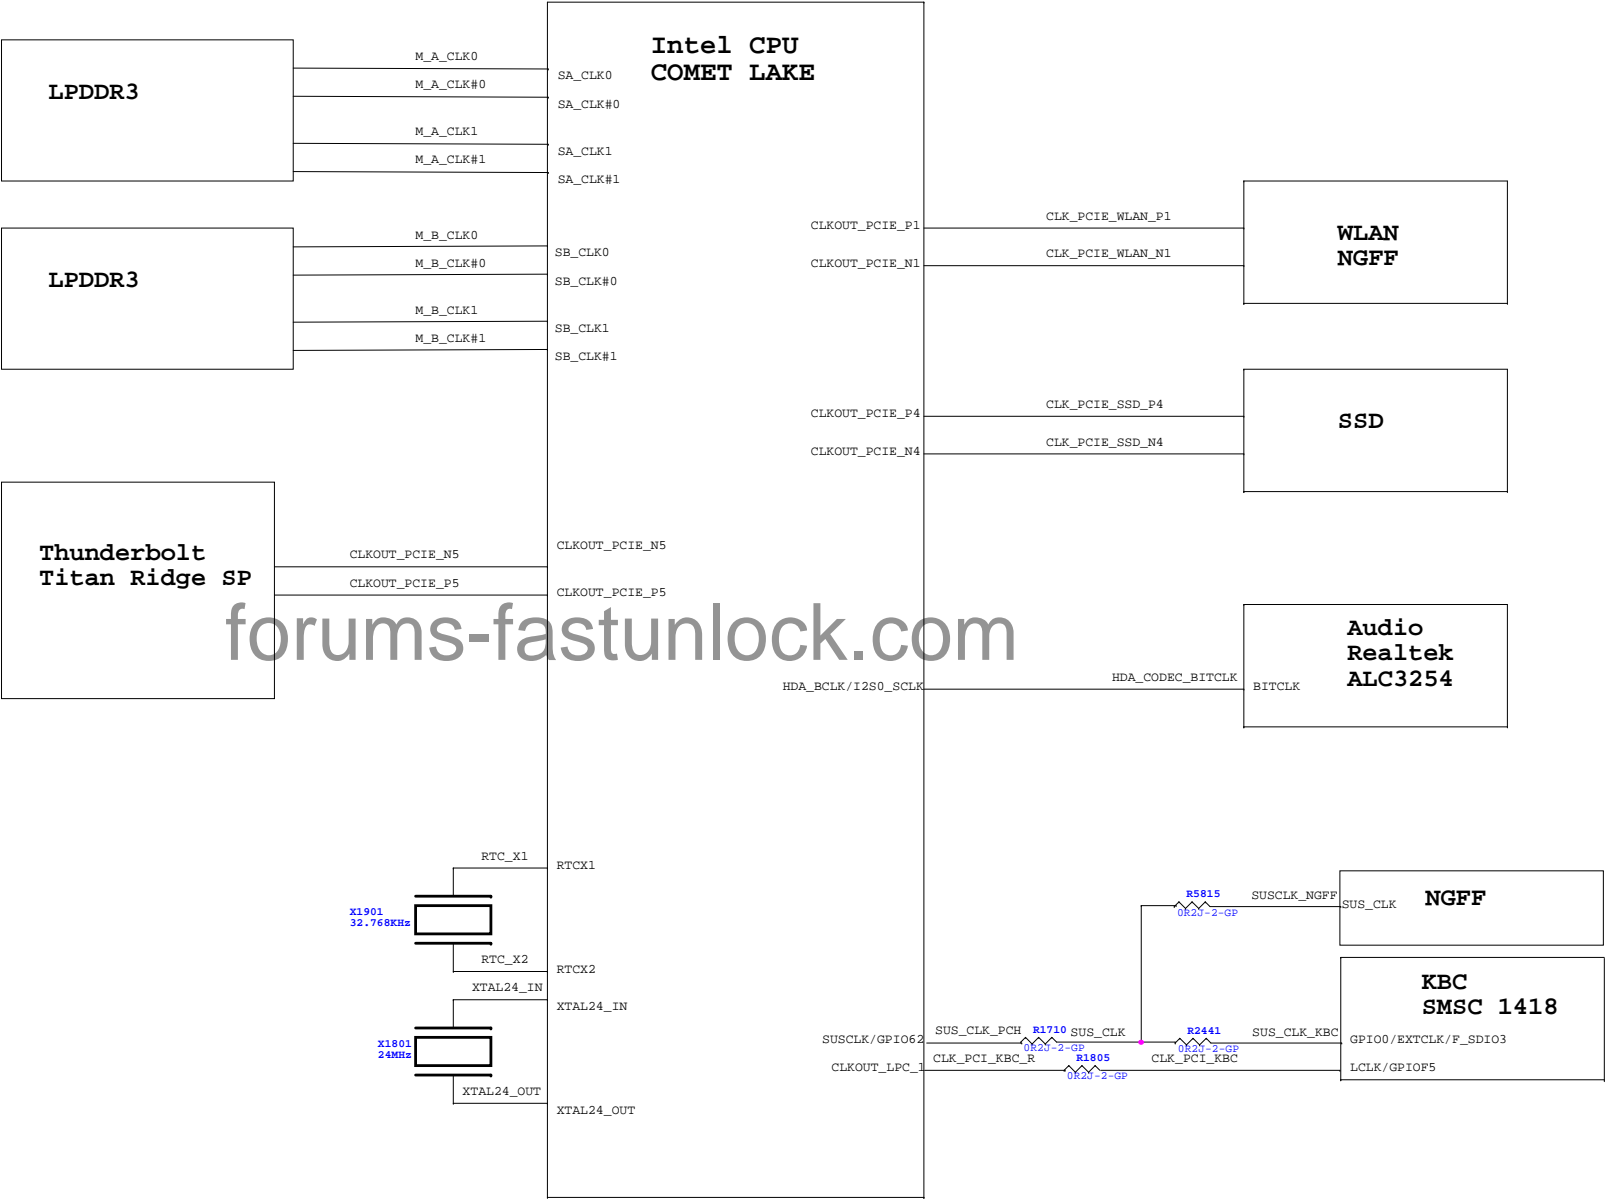 Intel CPU
COMET LAKE
LPDDR3
M_A_CLK0
M_A_CLK#0
M_A_CLK1
M_A_CLK#1
SA_CLK0
SA_CLK#0
SA_CLK1
SA_CLK#1
LPDDR3
M_B_CLK0
M_B_CLK#0
M_B_CLK1
M_B_CLK#1
SB_CLK0
SB_CLK#0
SB_CLK1
SB_CLK#1
CLKOUT_PCIE_P1
CLKOUT_PCIE_N1
CLK_PCIE_WLAN_P1
CLK_PCIE_WLAN_N1
WLAN
NGFF
CLKOUT_PCIE_P4
CLKOUT_PCIE_N4
CLK_PCIE_SSD_P4
CLK_PCIE_SSD_N4
SSD
Thunderbolt
Titan Ridge SP
CLKOUT_PCIE_N5
CLKOUT_PCIE_P5
CLKOUT_PCIE_N5
CLKOUT_PCIE_P5
forums-fastunlock.com
HDA_BCLK/I2S0_SCLK
HDA_CODEC_BITCLK
BITCLK
Audio
Realtek
ALC3254
RTC_X1
RTCX1
X1901
32.768KHz
RTC_X2
RTCX2
XTAL24_IN
XTAL24_IN
X1801
24MHz
XTAL24_OUT
XTAL24_OUT
R5815
0R2J-2-GP
SUSCLK_NGFF
SUS_CLK
NGFF
KBC
SMSC 1418
SUSCLK/GPIO62
SUS_CLK_PCH
R1710
0R2J-2-GP
SUS_CLK
R2441
0R2J-2-GP
SUS_CLK_KBC
GPIO0/EXTCLK/F_SDIO3
CLKOUT_LPC_1
CLK_PCI_KBC_R
R1805
0R2J-2-GP
CLK_PCI_KBC
LCLK/GPIOF5